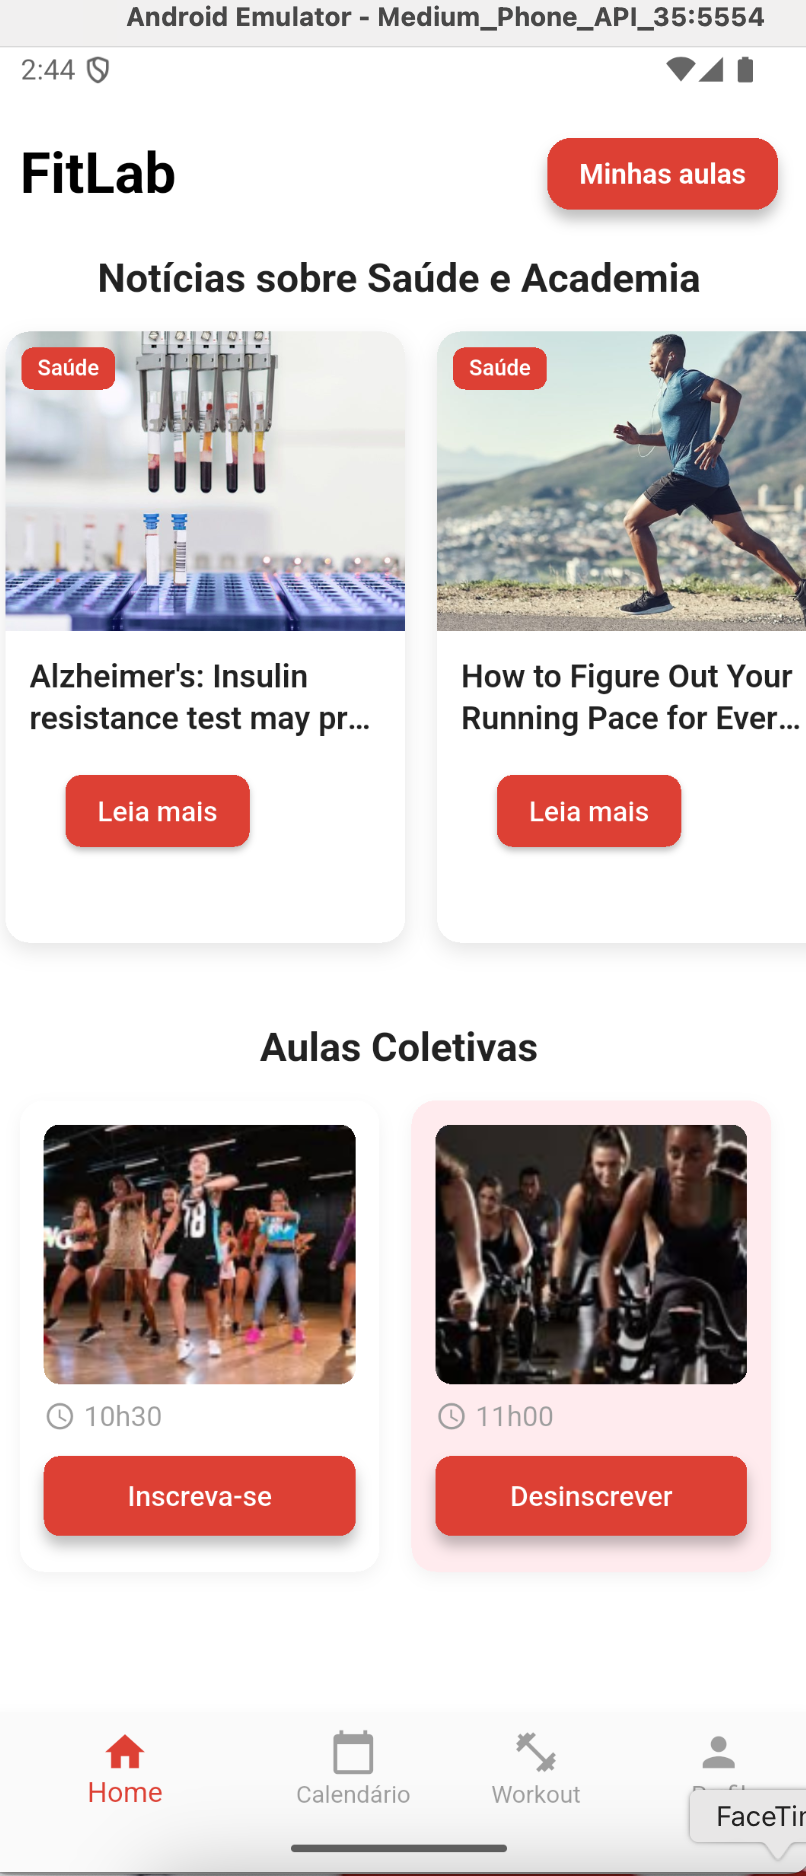 Android Emulator - Medium_Phone_API_35:5554
2:44
FitLab
Minhas aulas
Notícias sobre Saúde e Academia
Saúde
Saúde
Alzheimer's: Insulin
resistance test may pr...
How to Figure Out Your
Running Pace for Ever...
Leia mais
Leia mais
Aulas Coletivas
10h30
11h00
Inscreva-se
Desinscrever
Home
Calendário
Workout
FaceTi